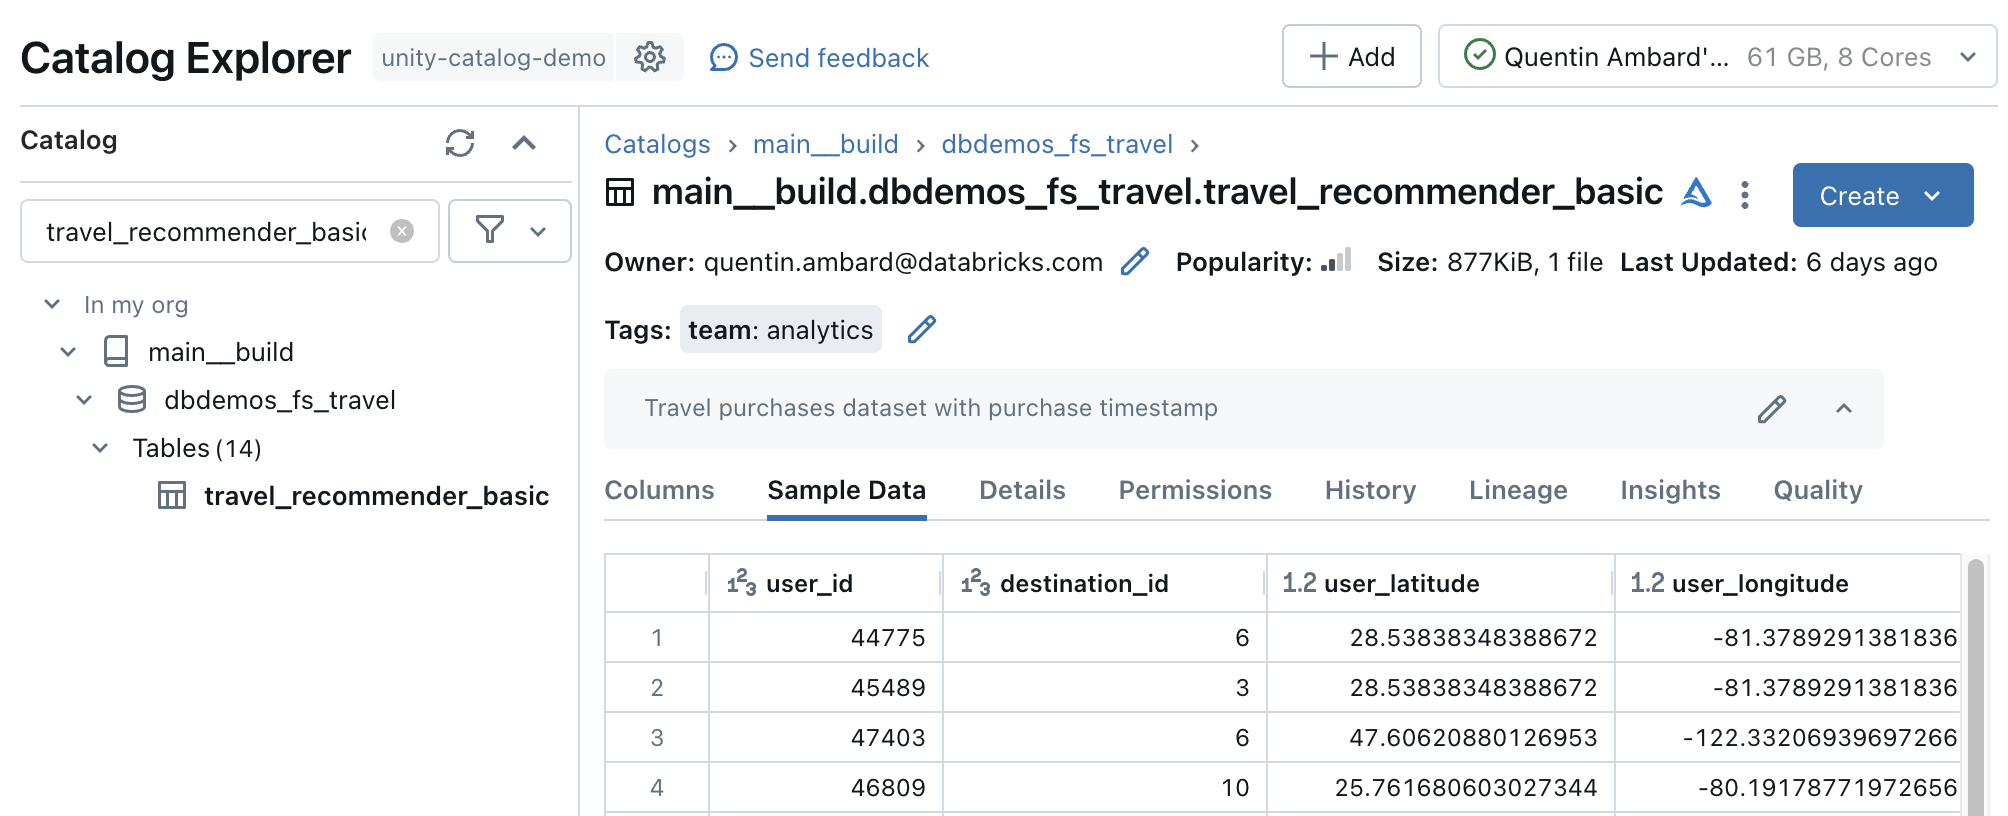 Catalog Explorer unity-catalog-demo Send feedback + Add Quentin Ambard'... 61 GB, 8 Cores
Catalog
travel_recommender_basic
In my org
main__build
dbdemos_fs_travel
Tables (14)
travel_recommender_basic
Catalogs > main__build > dbdemos_fs_travel >
main__build.dbdemos_fs_travel.travel_recommender_basic Create
Owner: quentin.ambard@databricks.com Popularity: Size: 877KiB, 1 file Last Updated: 6 days ago
Tags: team: analytics
Travel purchases dataset with purchase timestamp
Columns Sample Data Details Permissions History Lineage Insights Quality
123 user_id 123 destination_id 1.2 user_latitude 1.2 user_longitude
1 44775 6 28.53838348388672 -81.3789291381836
2 45489 3 28.53838348388672 -81.3789291381836
3 47403 6 47.60620880126953 -122.33206939697266
4 46809 10 25.761680603027344 -80.19178771972656